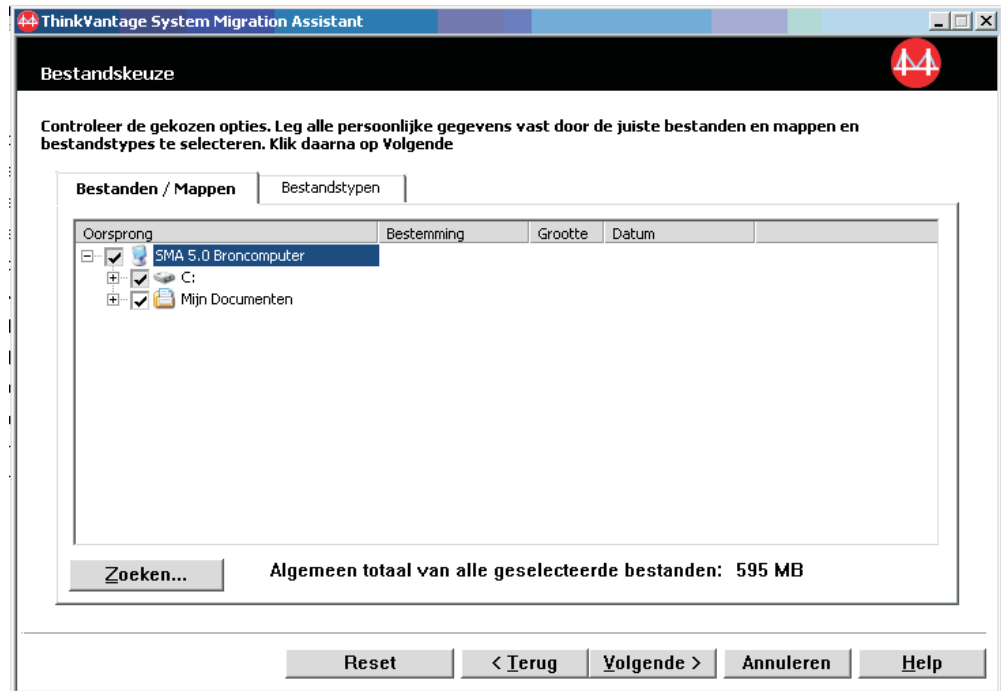 ThinkVantage System Migration Assistant
Bestandskeuze
Controleer de gekozen opties. Leg alle persoonlijke gegevens vast door de juiste bestanden en mappen en
bestandstypes te selecteren. Klik daarna op Volgende
Bestanden / Mappen Bestandstypen
Oorsprong Bestemming Grootte Datum
SMA 5.0 Broncomputer
C:
Mijn Documenten
Zoeken... Algemeen totaal van alle geselecteerde bestanden: 595 MB
Reset < Terug Volgende > Annuleren Help